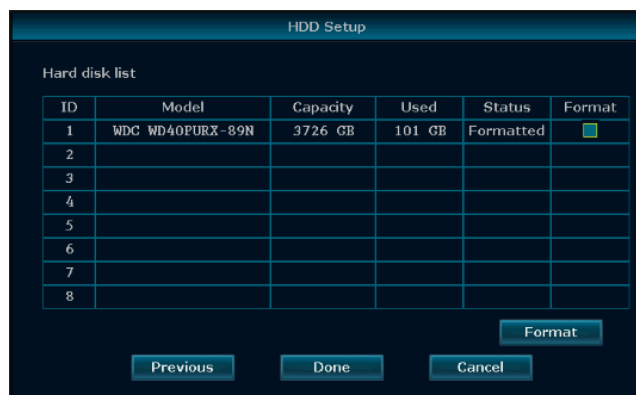 HDD Setup
Hard disk list
ID Model Capacity Used Status Format
1 WDC WD40PURX-89N 3726 GB 101 GB Formatted
2
3
4
5
6
7
8
Format
Previous Done Cancel